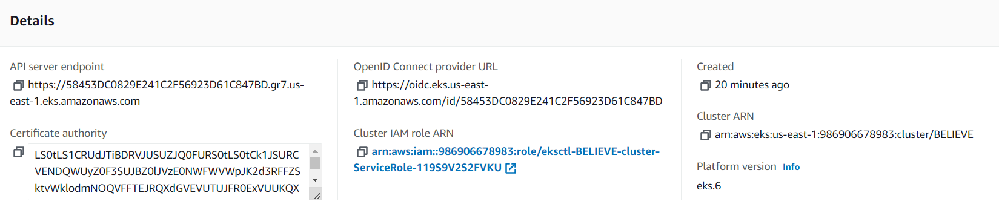 Details
API server endpoint
https://58453DC0829E241C2F56923D61C847BD.gr7.us-
east-1.eks.amazonaws.com
Certificate authority
LS0tLS1CRUdJTiBDRVJUSUZJQ0FURS0tLS0tCk1JSURC
VENDQWUyZ0F3SUJBZ0lJVzE0NWFWVWpJK2d3RFFZS
ktvWklodmNOQVFFTEJRQXdGVEVUTUJFR0ExVUUKQX
OpenID Connect provider URL
https://oidc.eks.us-east-
1.amazonaws.com/id/58453DC0829E241C2F56923D61C847BD
Cluster IAM role ARN
arn:aws:iam::986906678983:role/eksctl-BELIEVE-cluster-
ServiceRole-119S9V2S2FVKU
Created
20 minutes ago
Cluster ARN
arn:aws:eks:us-east-1:986906678983:cluster/BELIEVE
Platform version Info
eks.6